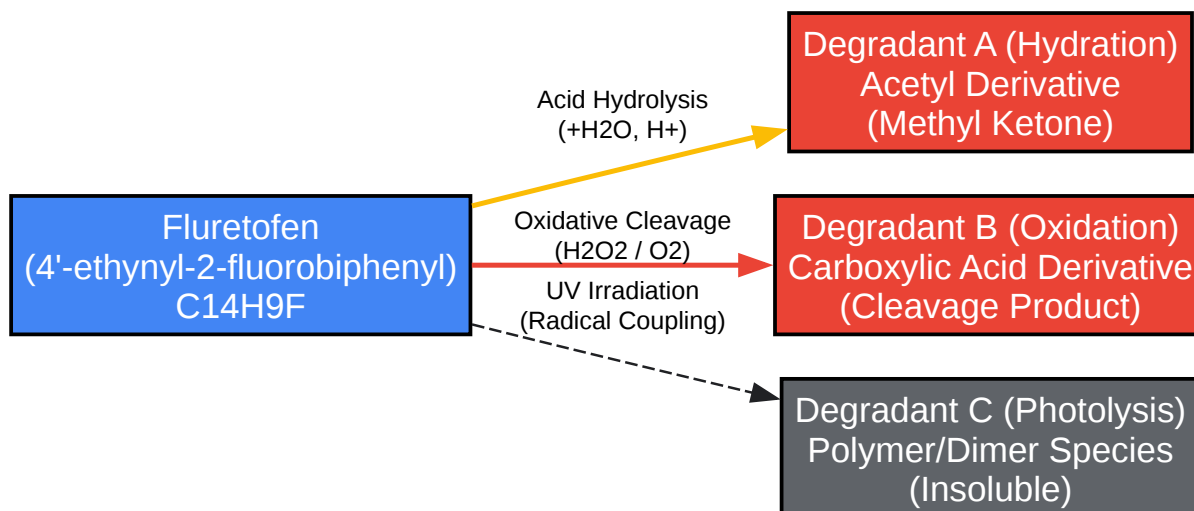 Degradant A (Hydration)
Acetyl Derivative
(Methyl Ketone)
Acid Hydrolysis
(+H2O, H+)
Fluretofen
(4'-ethynyl-2-fluorobiphenyl)
C14H9F
Oxidative Cleavage
(H2O2 / O2)
Degradant B (Oxidation)
Carboxylic Acid Derivative
(Cleavage Product)
UV Irradiation
(Radical Coupling)
Degradant C (Photolysis)
Polymer/Dimer Species
(Insoluble)